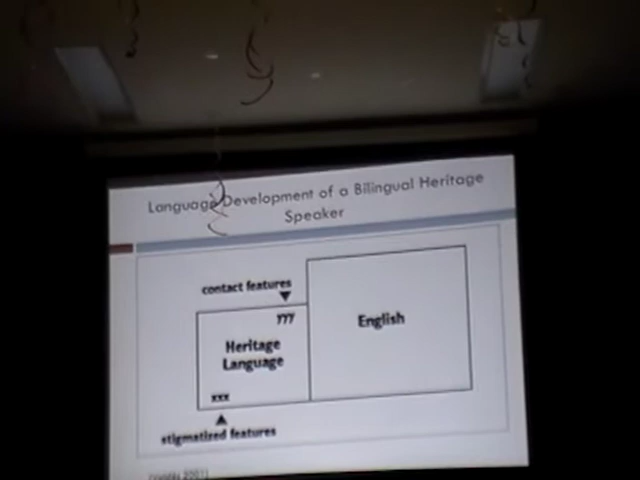 Language Development of a Bilingual Heritage
Speaker
contact features
yyy
English
Heritage
Language
xxx
stigmatized features